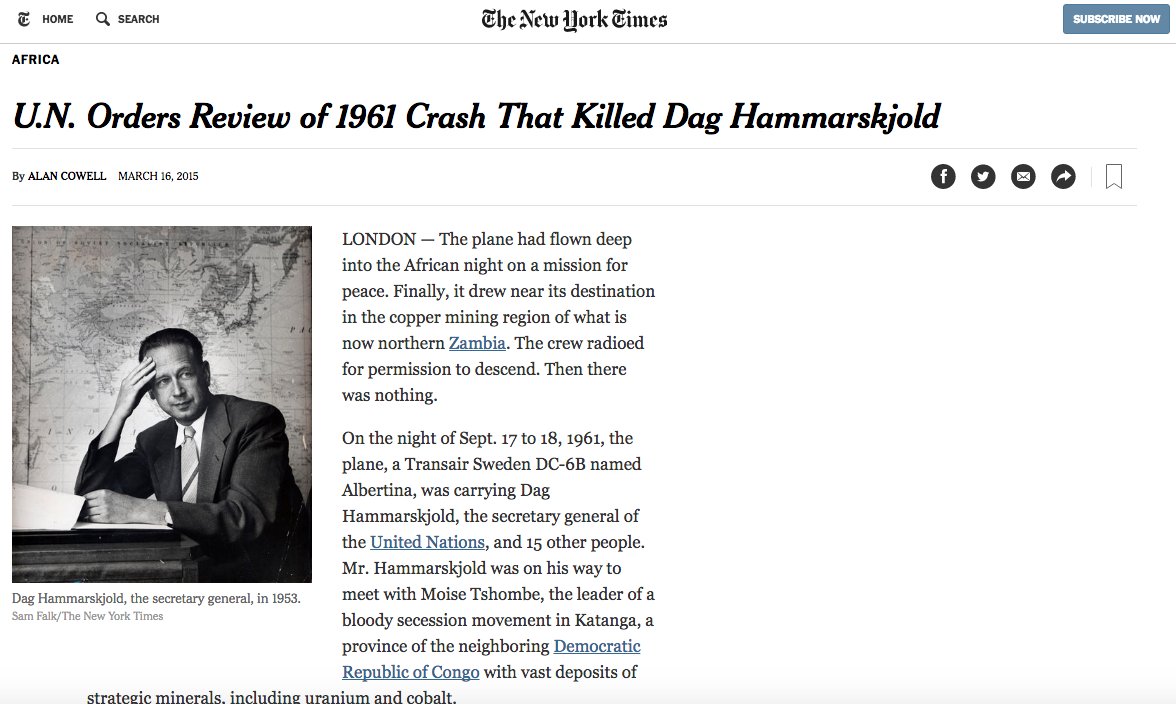 HOME
SEARCH
The New York Times
SUBSCRIBE NOW
AFRICA
U.N. Orders Review of 1961 Crash That Killed Dag Hammarskjold
By ALAN COWELL MARCH 16, 2015
LONDON — The plane had flown deep
into the African night on a mission for
peace. Finally, it drew near its destination
in the copper mining region of what is
now northern Zambia. The crew radioed
for permission to descend. Then there
was nothing.
On the night of Sept. 17 to 18, 1961, the
plane, a Transair Sweden DC-6B named
Albertina, was carrying Dag
Hammarskjold, the secretary general of
the United Nations, and 15 other people.
Mr. Hammarskjold was on his way to
meet with Moise Tshombe, the leader of a
bloody secession movement in Katanga, a
province of the neighboring Democratic
Republic of Congo with vast deposits of
strategic minerals, including uranium and cobalt.
Dag Hammarskjold, the secretary general, in 1953.
Sam Falk/The New York Times